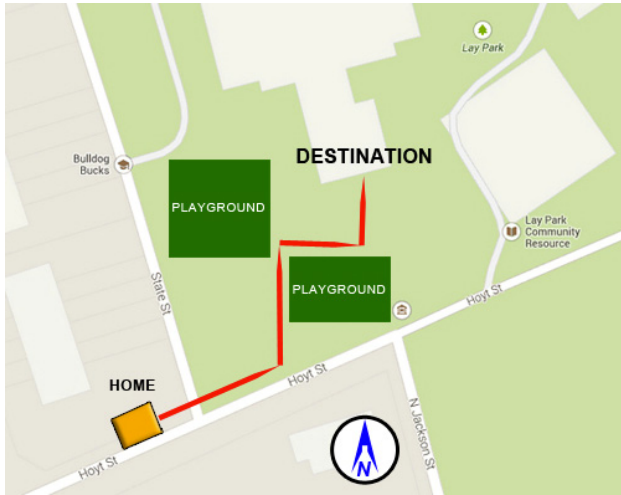 Lay Park
DESTINATION
Bulldog
Bucks
PLAYGROUND
Lay Park
Community
Resource
State St
PLAYGROUND
Hoyt St
Hoyt St
HOME
N Jackson St
Hoyt St
N